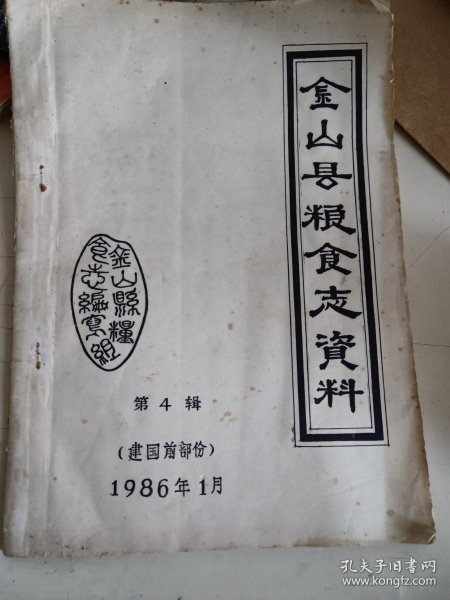 金山县粮食志資料
金山縣糧
食志編寫組
第4辑
(建国前部份)
1986年1月
孔夫子旧书网
www.kongfz.com